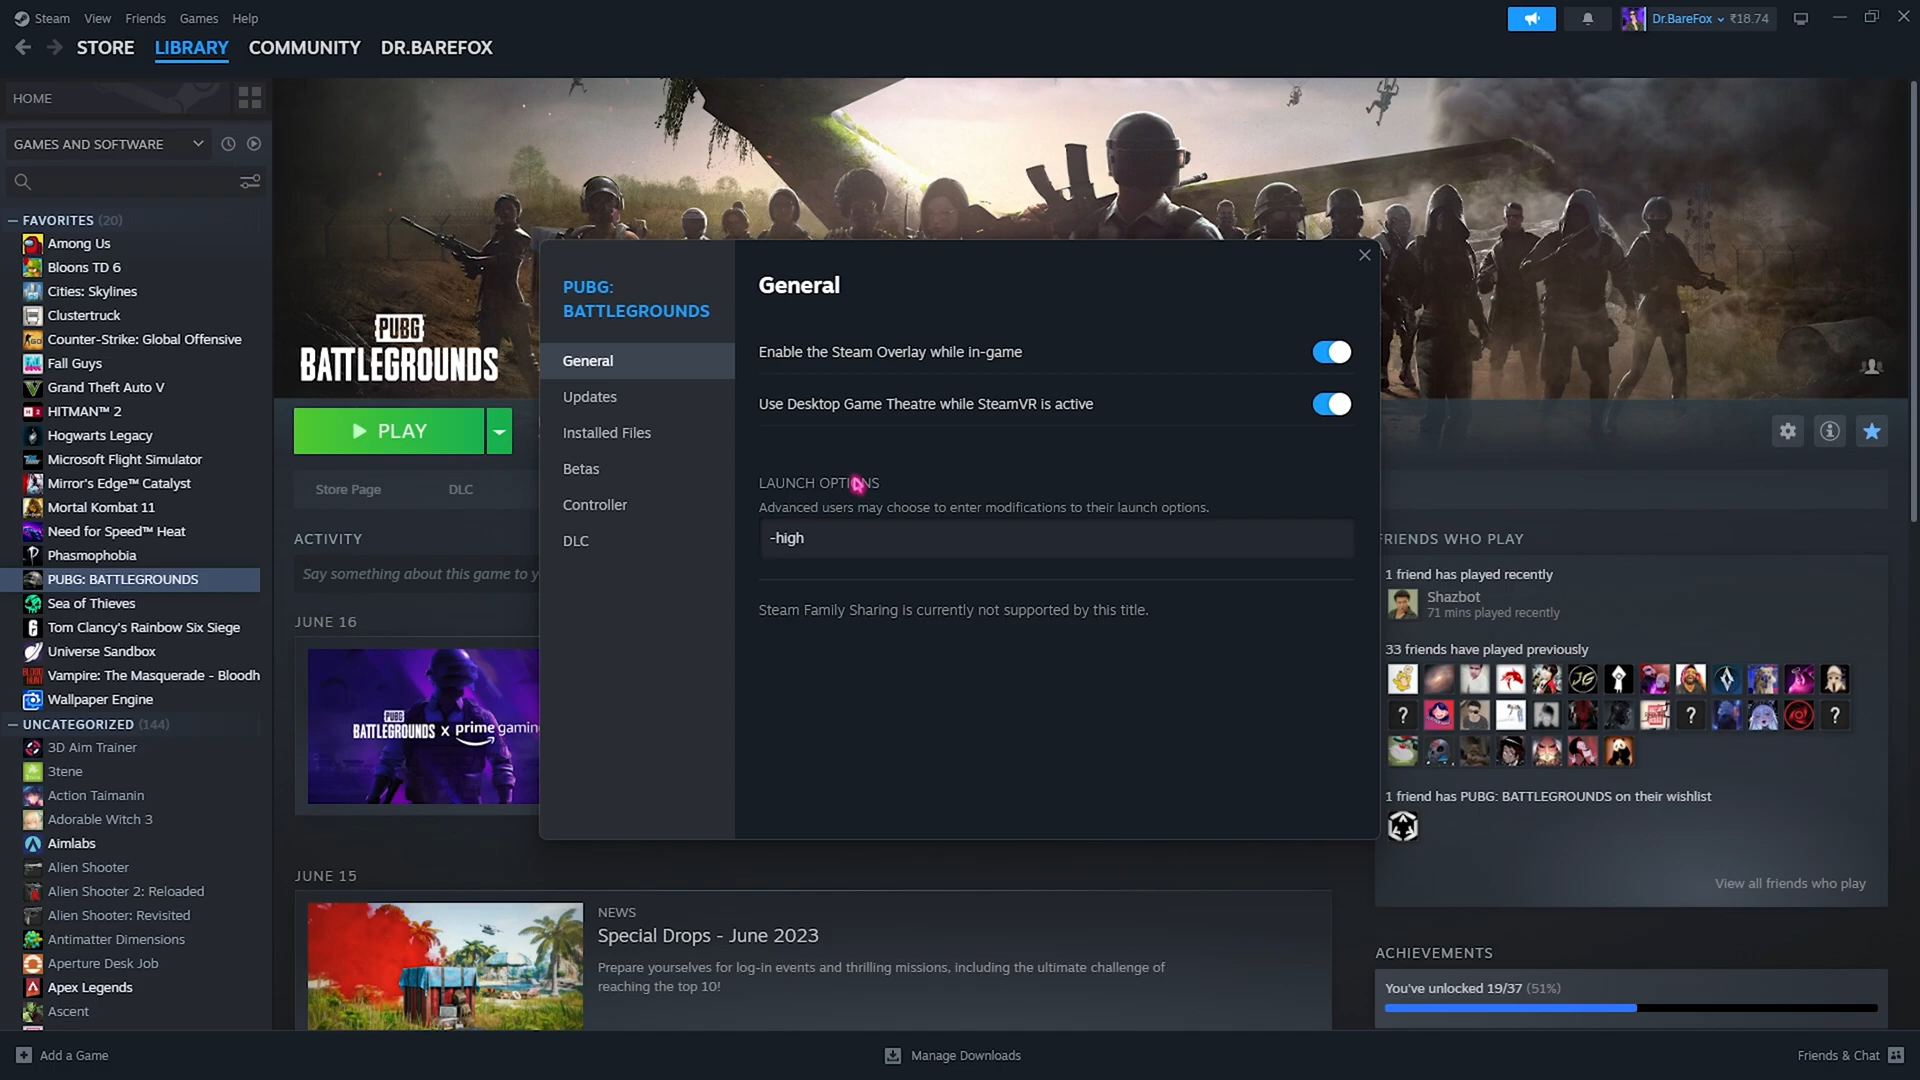 Steam View Friends Games Help
Dr.BareFox ₹18.74
STORE LIBRARY COMMUNITY DR.BAREFOX
HOME
GAMES AND SOFTWARE
FAVORITES (20)
Among Us
Bloons TD 6
Cities: Skylines
Clustertruck
Counter-Strike: Global Offensive
Fall Guys
Grand Theft Auto V
HITMAN™ 2
Hogwarts Legacy
Microsoft Flight Simulator
Mirror's Edge™ Catalyst
Mortal Kombat 11
Need for Speed™ Heat
Phasmophobia
PUBG: BATTLEGROUNDS
Sea of Thieves
Tom Clancy's Rainbow Six Siege
Universe Sandbox
Vampire: The Masquerade - Bloodh
Wallpaper Engine
UNCATEGORIZED (144)
3D Aim Trainer
3tene
Action Taimanin
Adorable Witch 3
Aimlabs
Alien Shooter
Alien Shooter 2: Reloaded
Alien Shooter: Revisited
Antimatter Dimensions
Aperture Desk Job
Apex Legends
Ascent
PUBG
BATTLEGROUNDS
PLAY
Store Page DLC
ACTIVITY
Say something about this game to y
JUNE 16
PUBG
BATTLEGROUNDS x prime gaming
JUNE 15
NEWS
Special Drops - June 2023
Prepare yourselves for log-in events and thrilling missions, including the ultimate challenge of
reaching the top 10!
PUBG:
BATTLEGROUNDS
General
Updates
Installed Files
Betas
Controller
DLC
General
Enable the Steam Overlay while in-game
Use Desktop Game Theatre while SteamVR is active
LAUNCH OPTIONS
Advanced users may choose to enter modifications to their launch options.
-high
Steam Family Sharing is currently not supported by this title.
FRIENDS WHO PLAY
1 friend has played recently
Shazbot
71 mins played recently
33 friends have played previously
1 friend has PUBG: BATTLEGROUNDS on their wishlist
View all friends who play
ACHIEVEMENTS
You've unlocked 19/37 (51%)
Add a Game
Manage Downloads
Friends & Chat